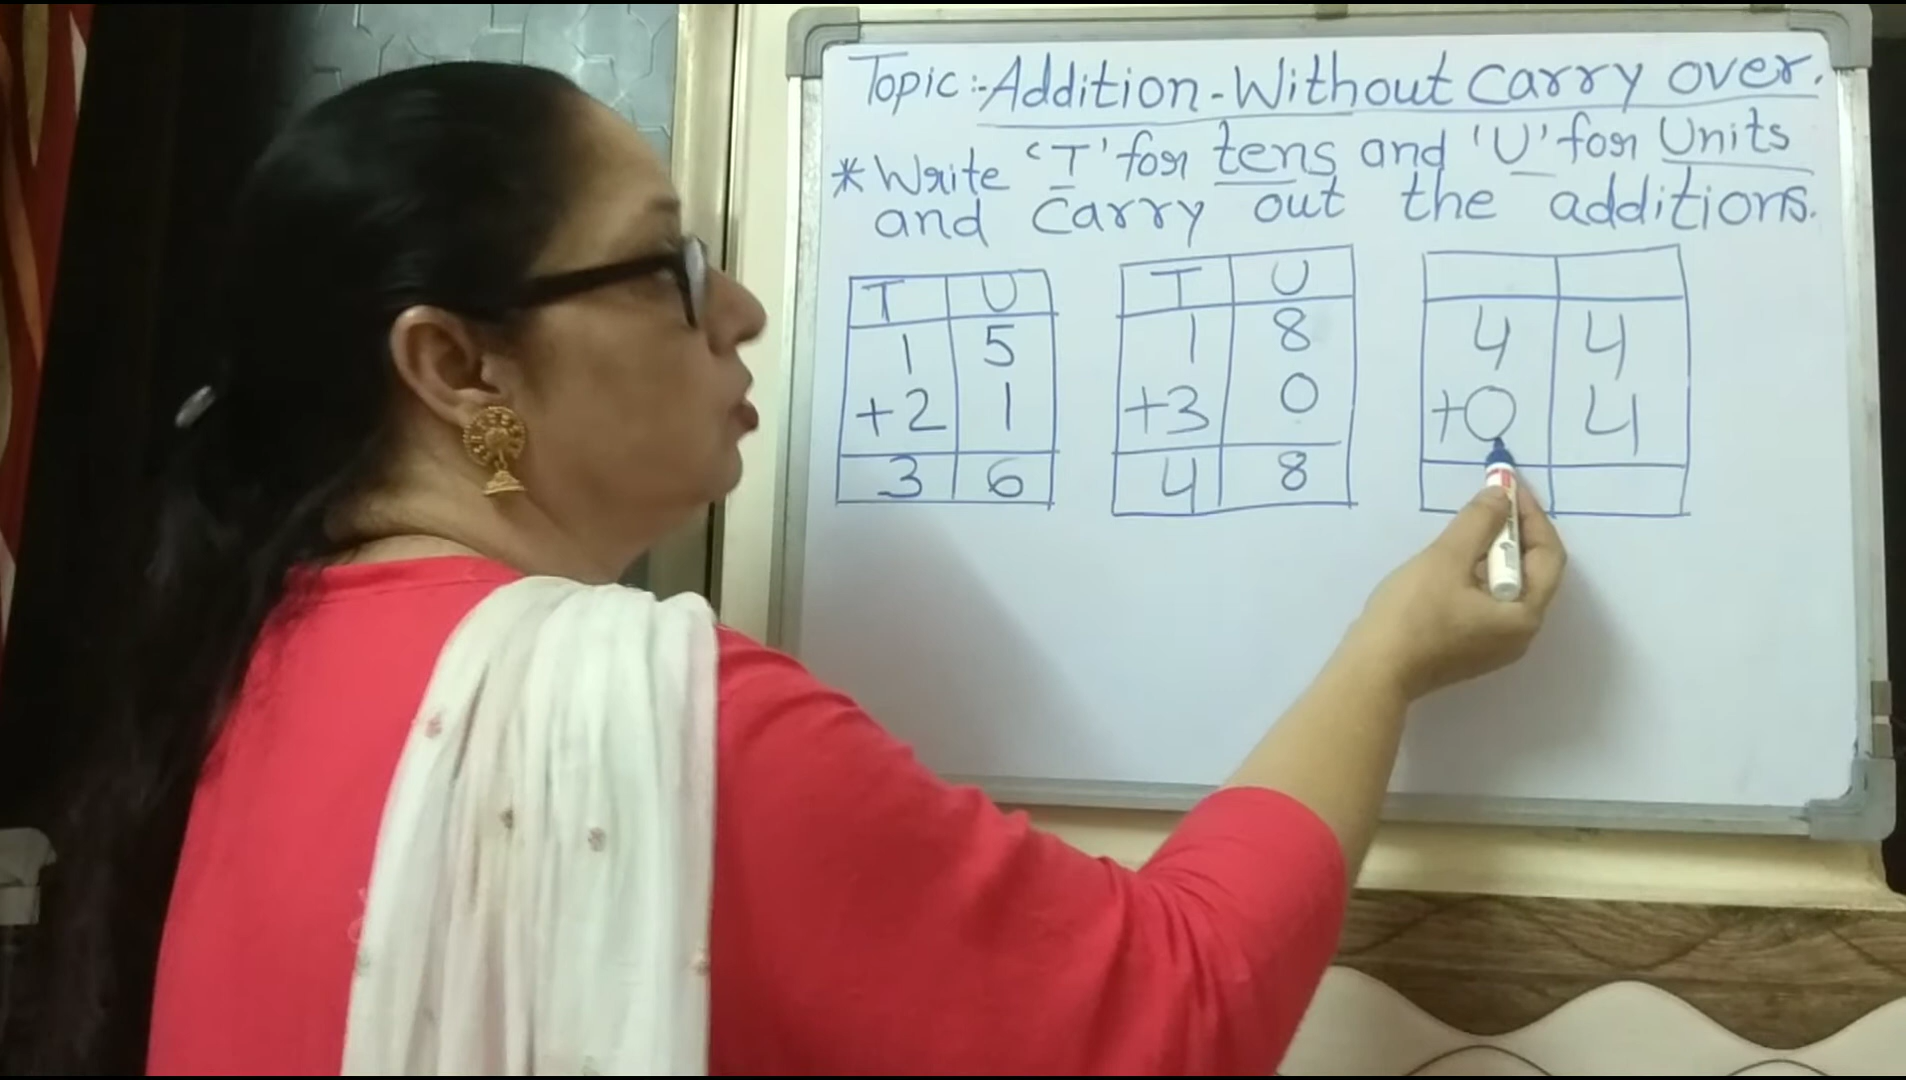 Topic:- Addition - Without carry over.
* Write 'T' for tens and 'U' for Units
and carry out the additions.
T U
1 5
+2 1
3 6
T U
1 8
+3 0
4 8
4 4
+0 4